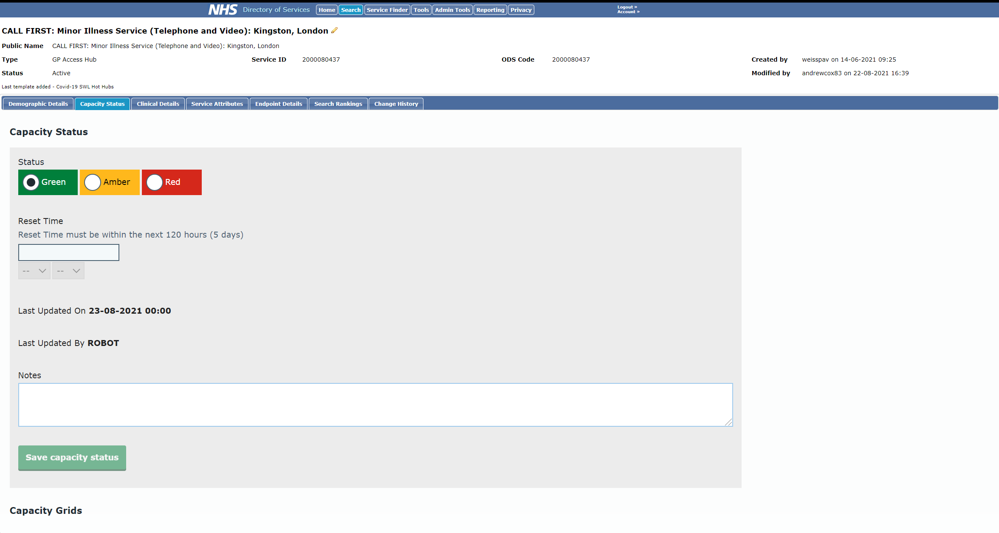 NHS Directory of Services Home Search Service Finder Tools Admin Tools Reporting Privacy Logout »
Account »
CALL FIRST: Minor Illness Service (Telephone and Video): Kingston, London
Public Name CALL FIRST: Minor Illness Service (Telephone and Video): Kingston, London
Type GP Access Hub Service ID 2000080437 ODS Code 2000080437 Created by weisspav on 14-06-2021 09:25
Status Active Modified by andrewcox83 on 22-08-2021 16:39
Last template added - Covid-19 SWL Hot Hubs
Demographic Details Capacity Status Clinical Details Service Attributes Endpoint Details Search Rankings Change History
Capacity Status
Status
Green Amber Red
Reset Time
Reset Time must be within the next 120 hours (5 days)
-- --
Last Updated On 23-08-2021 00:00
Last Updated By ROBOT
Notes
Save capacity status
Capacity Grids